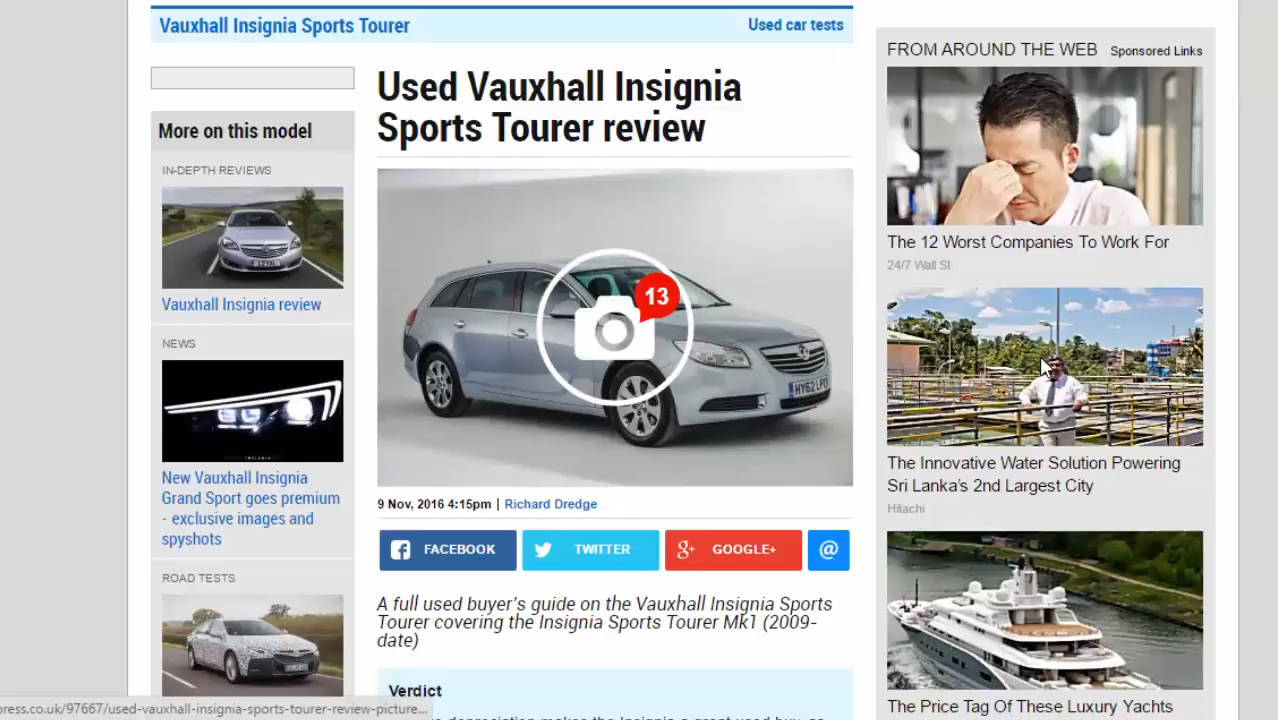 Vauxhall Insignia Sports Tourer
Used car tests
More on this model
IN-DEPTH REVIEWS
Vauxhall Insignia review
NEWS
New Vauxhall Insignia
Grand Sport goes premium
- exclusive images and
spyshots
ROAD TESTS
Used Vauxhall Insignia
Sports Tourer review
13
HY62 LPO
9 Nov, 2016 4:15pm | Richard Dredge
FACEBOOK
TWITTER
GOOGLE+
@
A full used buyer's guide on the Vauxhall Insignia Sports
Tourer covering the Insignia Sports Tourer Mk1 (2009-
date)
Verdict
FROM AROUND THE WEB Sponsored Links
The 12 Worst Companies To Work For
24/7 Wall St.
The Innovative Water Solution Powering
Sri Lanka's 2nd Largest City
Hitachi
The Price Tag Of These Luxury Yachts
press.co.uk/97667/used-vauxhall-insignia-sports-tourer-review-picture...